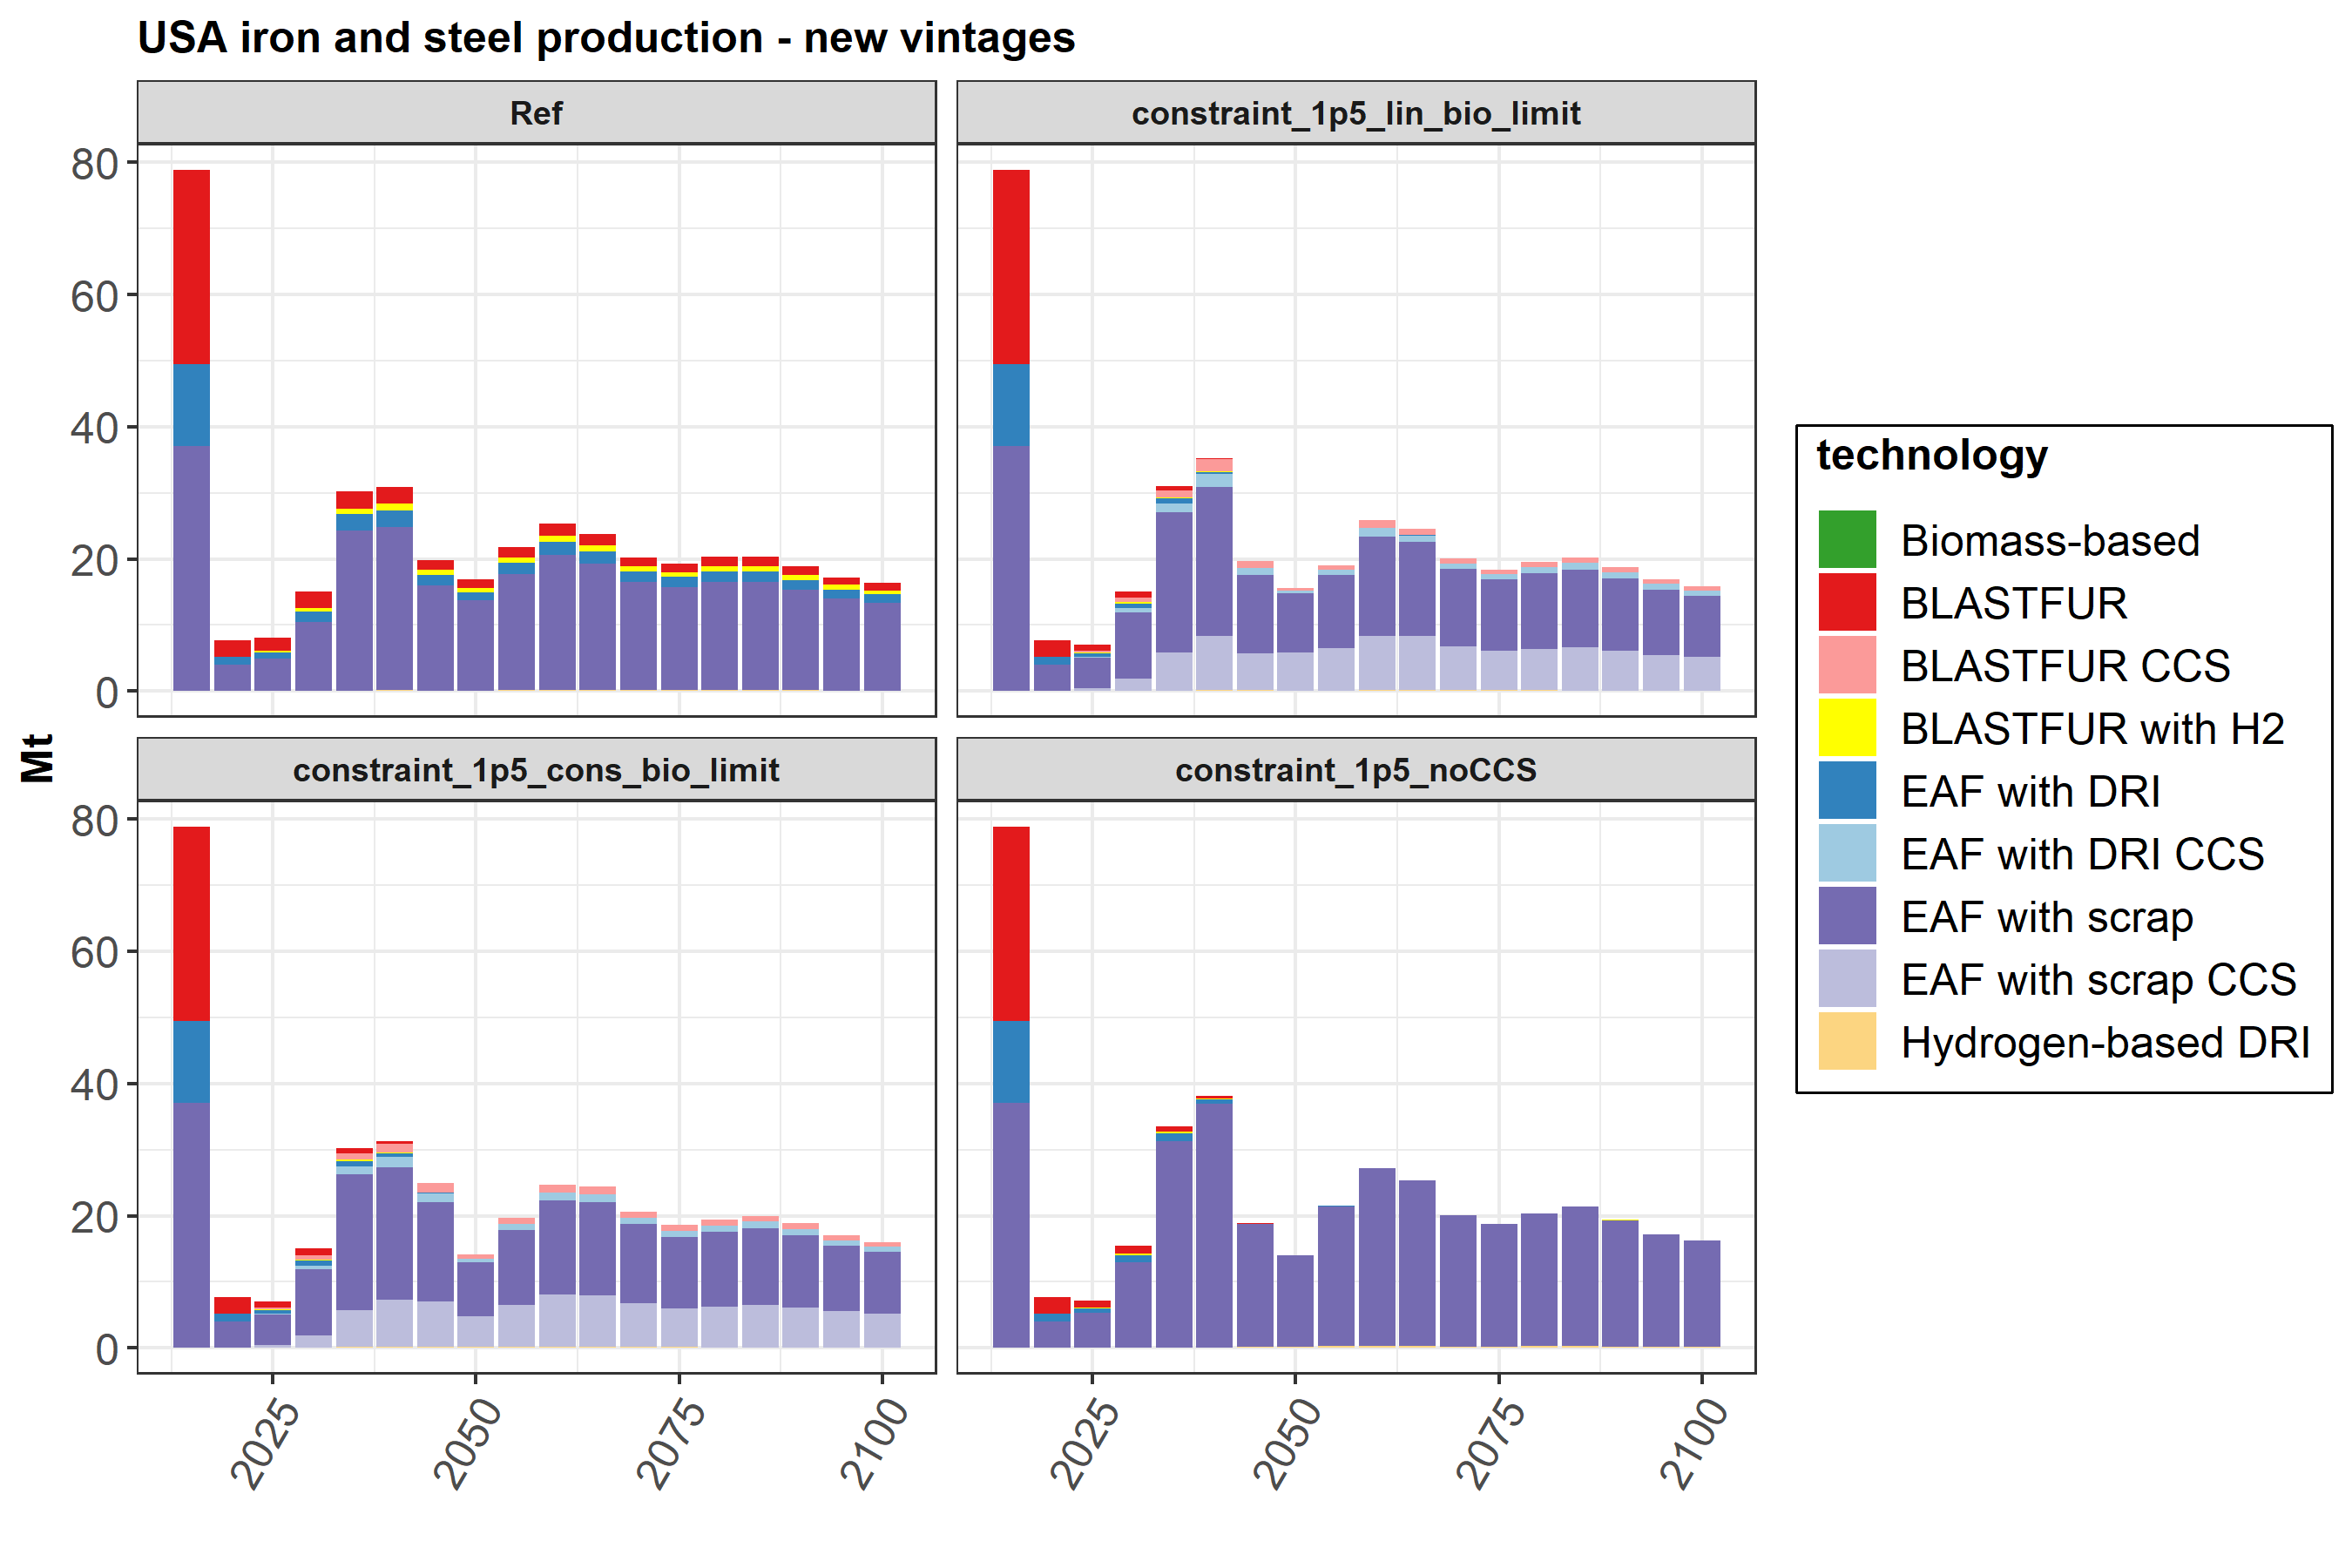 USA iron and steel production - new vintages
Ref
constraint_1p5_lin_bio_limit
80
60
40
20
0
Mt
constraint_1p5_cons_bio_limit
constraint_1p5_noCCS
80
60
40
20
0
2025
2050
2075
2100
2025
2050
2075
2100
technology
Biomass-based
BLASTFUR
BLASTFUR CCS
BLASTFUR with H2
EAF with DRI
EAF with DRI CCS
EAF with scrap
EAF with scrap CCS
Hydrogen-based DRI